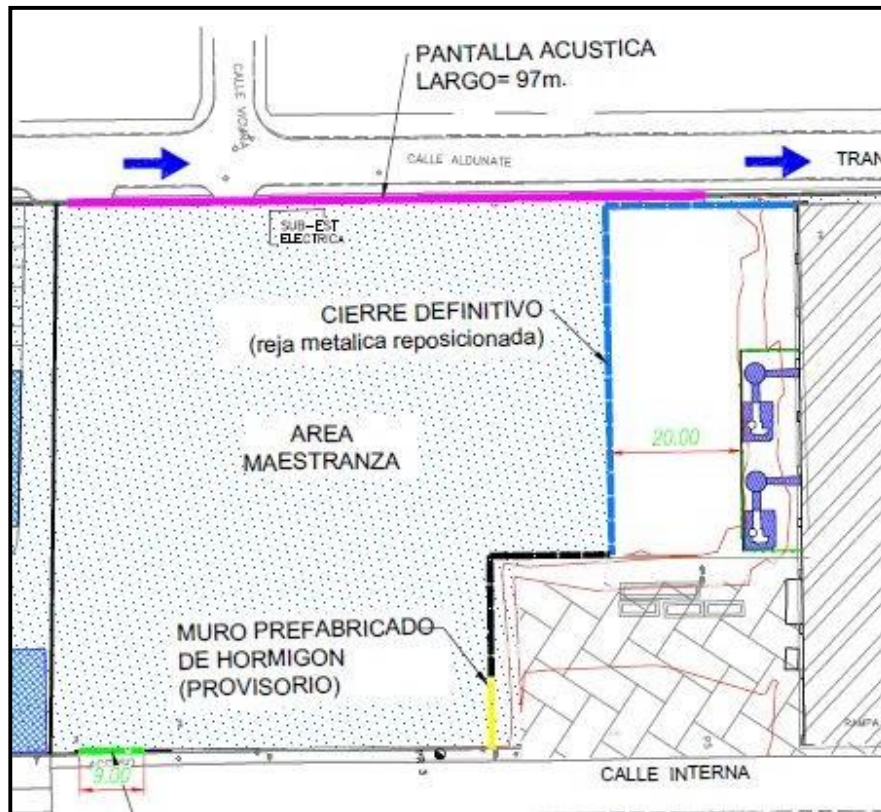 PANTALLA ACUSTICA
LARGO= 97m.
CALLE VICUÑA
CALLE ALDUNATE
TRAN
SUB-EST
ELECTRICA
CIERRE DEFINITIVO
(reja metalica reposicionada)
AREA
MAESTRANZA
20.00
MURO PREFABRICADO
DE HORMIGON
(PROVISORIO)
RAMPA
9.00
CALLE INTERNA